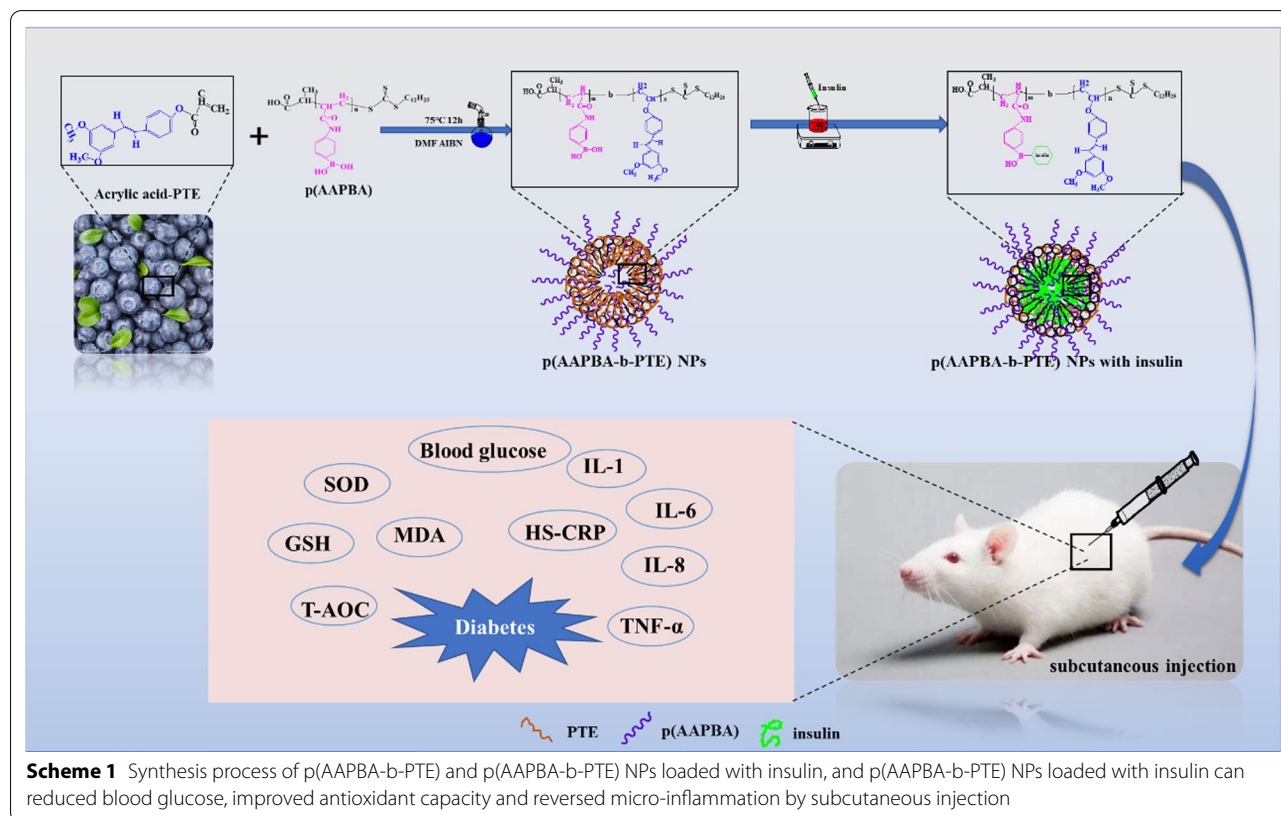 Acrylic acid-PTE
+
p(AAPBA)
75°C 12h
DMF AIBN
Insulin
p(AAPBA-b-PTE) NPs
p(AAPBA-b-PTE) NPs with insulin
Blood glucose
IL-1
SOD
IL-6
GSH
MDA
HS-CRP
IL-8
T-AOC
Diabetes
TNF-α
subcutaneous injection
PTE
p(AAPBA)
insulin
Scheme 1 Synthesis process of p(AAPBA-b-PTE) and p(AAPBA-b-PTE) NPs loaded with insulin, and p(AAPBA-b-PTE) NPs loaded with insulin can
reduced blood glucose, improved antioxidant capacity and reversed micro-inflammation by subcutaneous injection